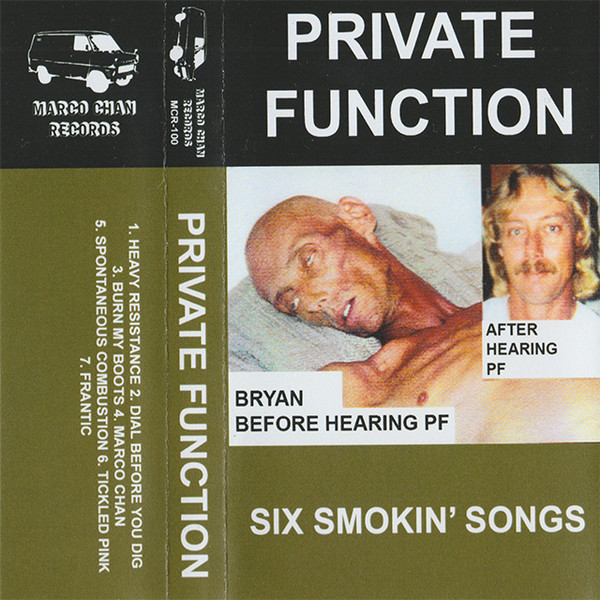 MARCO CHAN
RECORDS
1. HEAVY RESISTANCE 2. DIAL BEFORE YOU DIG
3. BURN MY BOOTS 4. MARCO CHAN
5. SPONTANEOUS COMBUSTION 6. TICKLED PINK
7. FRANTIC
MARCO CHAN
RECORDS
MCR-100
PRIVATE FUNCTION
PRIVATE
FUNCTION
AFTER
HEARING
PF
BRYAN
BEFORE HEARING PF
SIX SMOKIN' SONGS